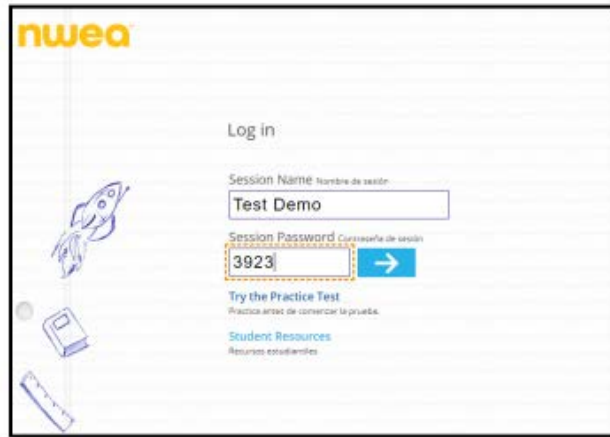 nwea
Log in
Session Name Nombre de sesión
Test Demo
Session Password Contraseña de sesión
3923
Try the Practice Test
Practica antes de comenzar la prueba.
Student Resources
Recursos estudiantiles